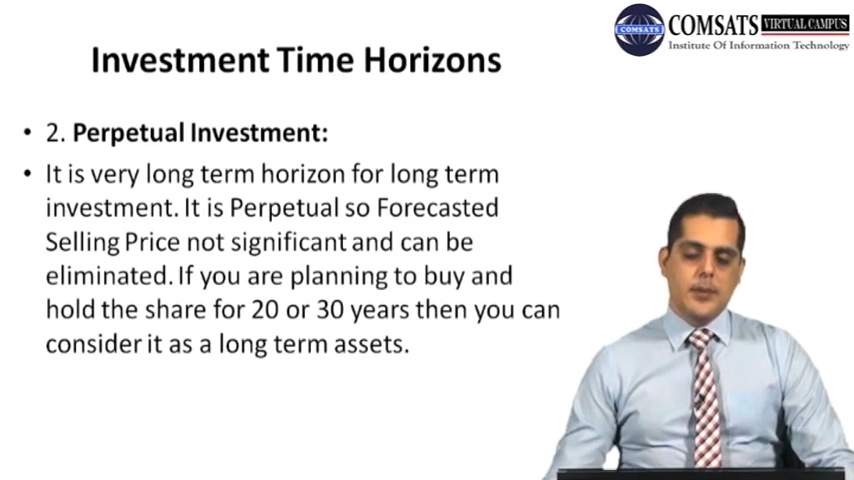 COMSATS VIRTUAL CAMPUS
COMSATS
Institute Of Information Technology
Investment Time Horizons
• 2. Perpetual Investment:
• It is very long term horizon for long term
investment. It is Perpetual so Forecasted
Selling Price not significant and can be
eliminated. If you are planning to buy and
hold the share for 20 or 30 years then you can
consider it as a long term assets.